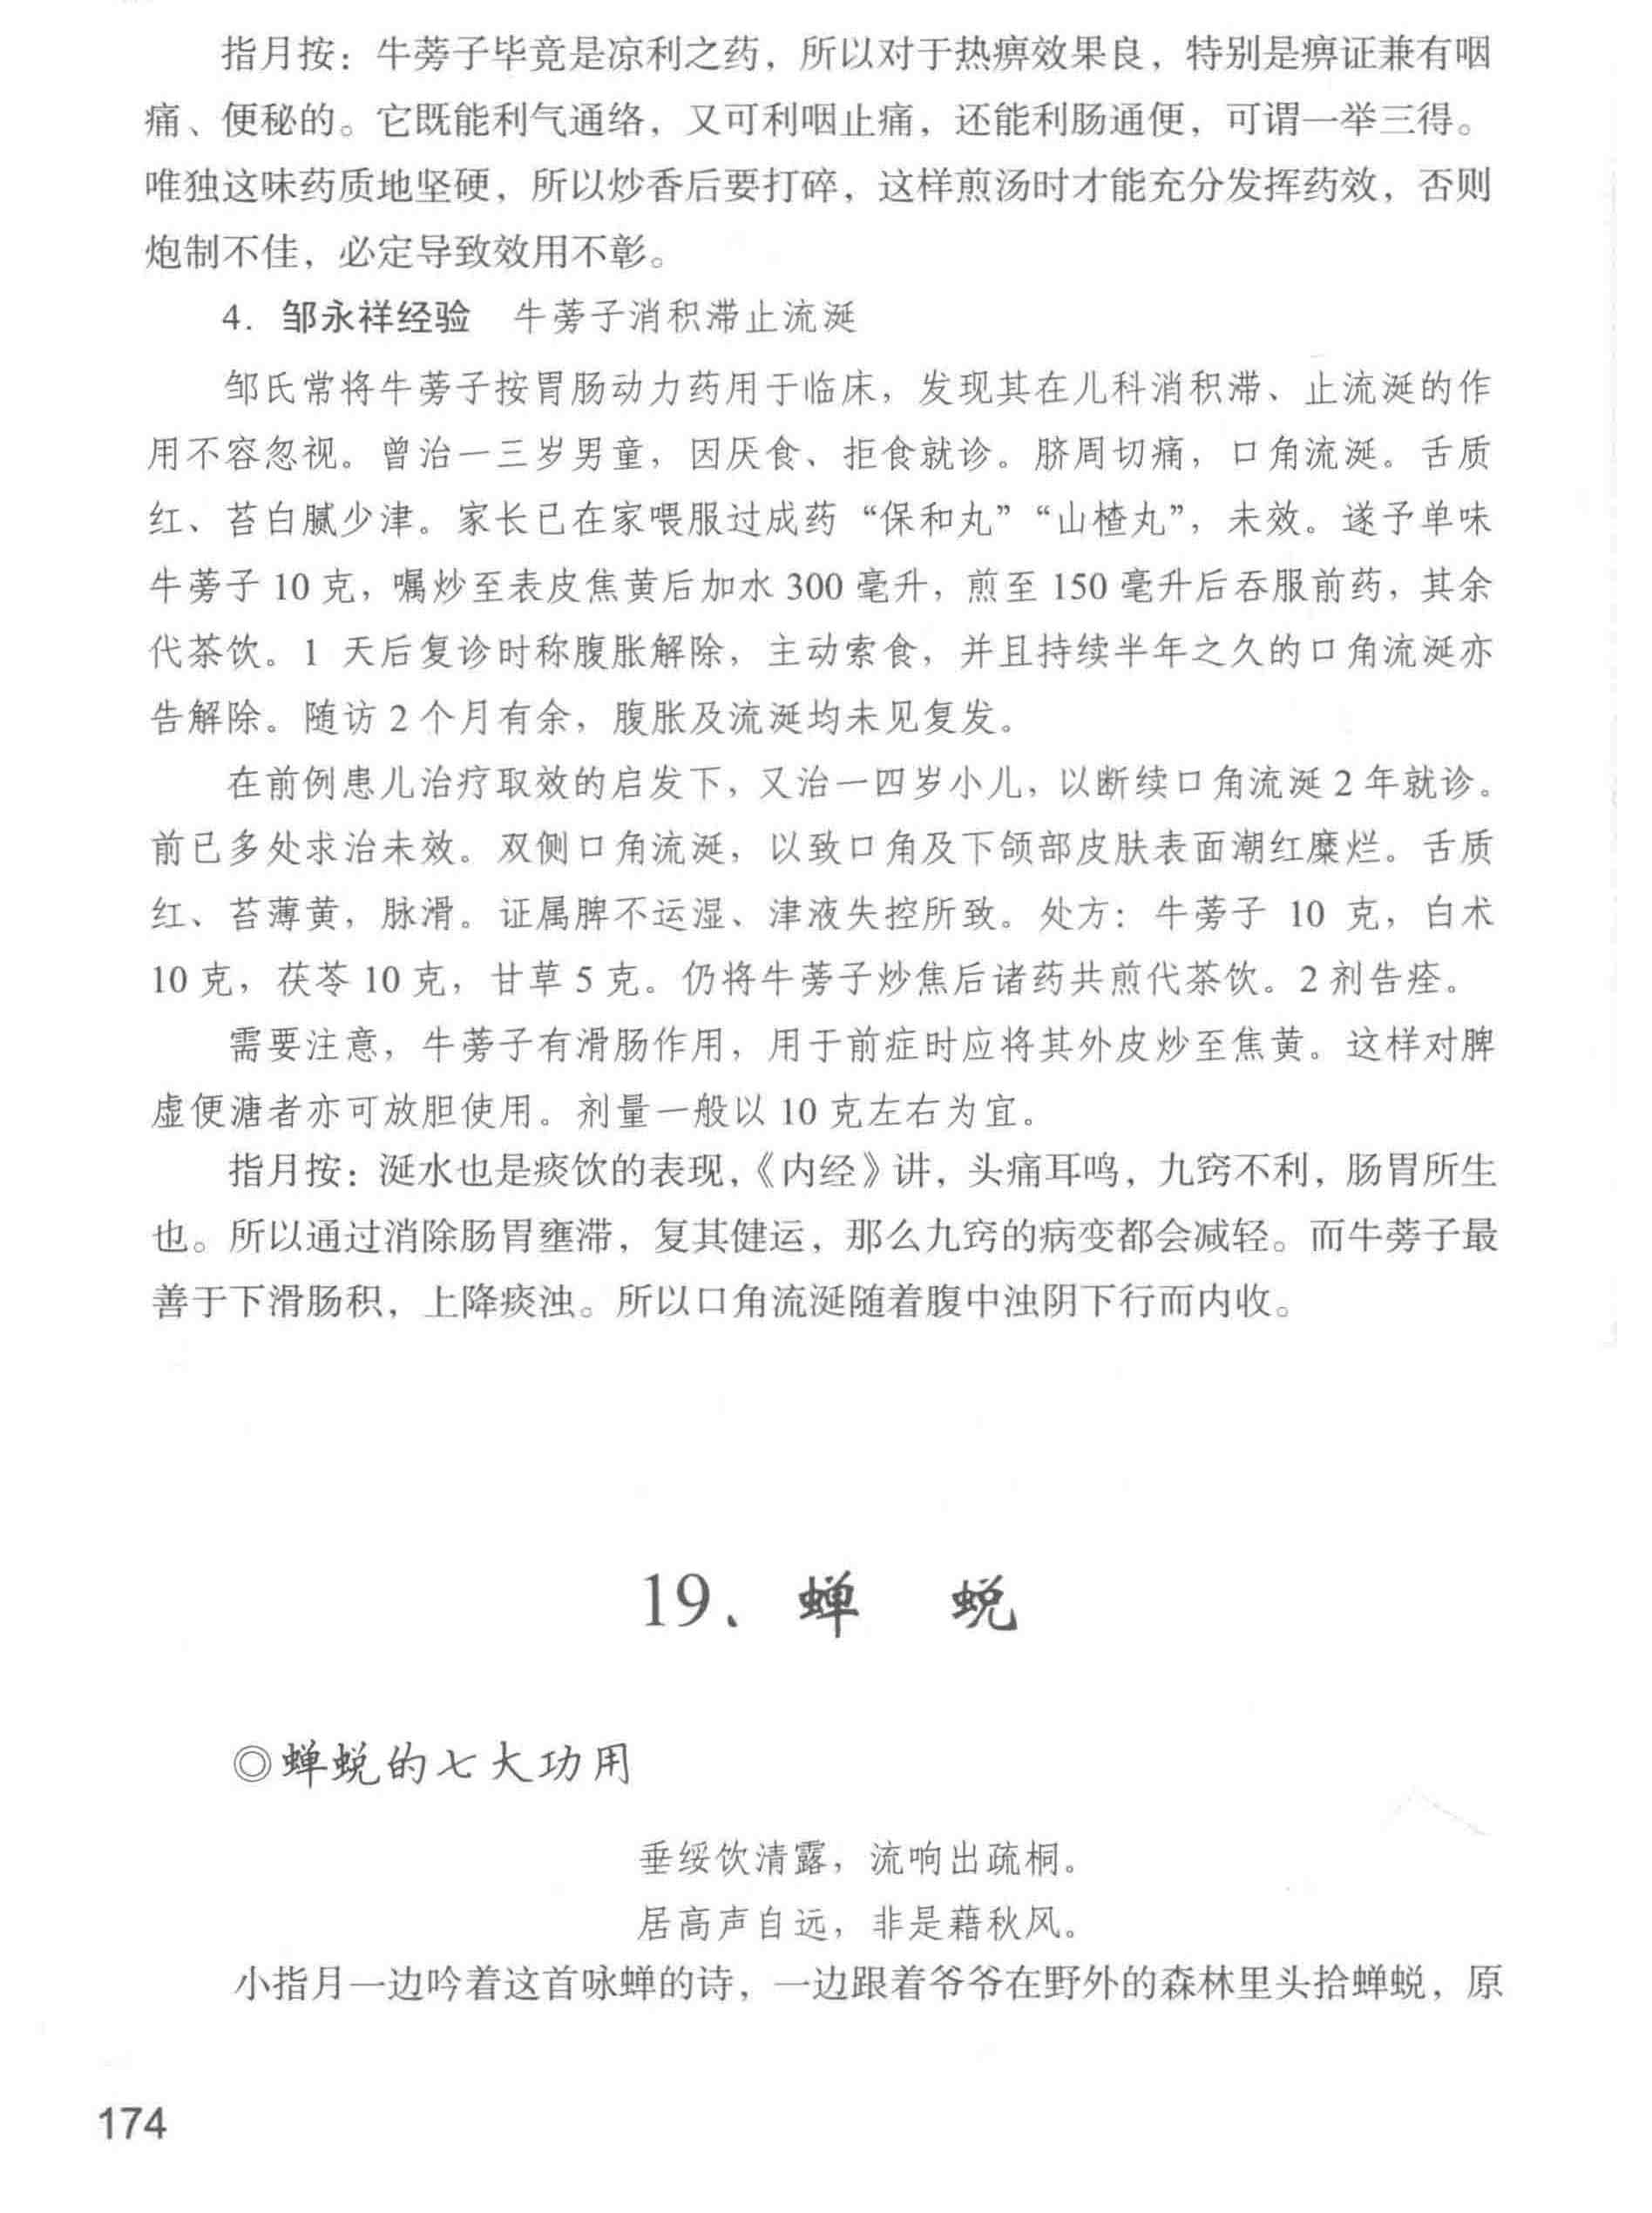 指月按：牛蒡子毕竟是凉利之药，所以对于热痹效果良，特别是痹证兼有咽
痛、便秘的。它既能利气通络，又可利咽止痛，还能利肠通便，可谓一举三得。
唯独这味药质地坚硬，所以炒香后要打碎，这样煎汤时才能充分发挥药效，否则
炮制不佳，必定导致效用不彰。
4．邹永祥经验　牛蒡子消积滞止流涎
邹氏常将牛蒡子按胃肠动力药用于临床，发现其在儿科消积滞、止流涎的作
用不容忽视。曾治一三岁男童，因厌食、拒食就诊。脐周切痛，口角流涎。舌质
红、苔白腻少津。家长已在家喂服过成药“保和丸”“山楂丸”，未效。遂予单味
牛蒡子 10 克，嘱炒至表皮焦黄后加水 300 毫升，煎至 150 毫升后吞服前药，其余
代茶饮。1 天后复诊时称腹胀解除，主动索食，并且持续半年之久的口角流涎亦
告解除。随访 2 个月有余，腹胀及流涎均未见复发。
在前例患儿治疗取效的启发下，又治一四岁小儿，以断续口角流涎 2 年就诊。
前已多处求治未效。双侧口角流涎，以致口角及下颌部皮肤表面潮红糜烂。舌质
红、苔薄黄，脉滑。证属脾不运湿、津液失控所致。处方：牛蒡子 10 克，白术
10 克，茯苓 10 克，甘草 5 克。仍将牛蒡子炒焦后诸药共煎代茶饮。2 剂告痊。
需要注意，牛蒡子有滑肠作用，用于前症时应将其外皮炒至焦黄。这样对脾
虚便溏者亦可放胆使用。剂量一般以 10 克左右为宜。
指月按：涎水也是痰饮的表现，《内经》讲，头痛耳鸣，九窍不利，肠胃所生
也。所以通过消除肠胃壅滞，复其健运，那么九窍的病变都会减轻。而牛蒡子最
善于下滑肠积，上降痰浊。所以口角流涎随着腹中浊阴下行而内收。
19、蝉　蜕
◎蝉蜕的七大功用
垂绥饮清露，流响出疏桐。
居高声自远，非是藉秋风。
小指月一边吟着这首咏蝉的诗，一边跟着爷爷在野外的森林里头拾蝉蜕，原
174